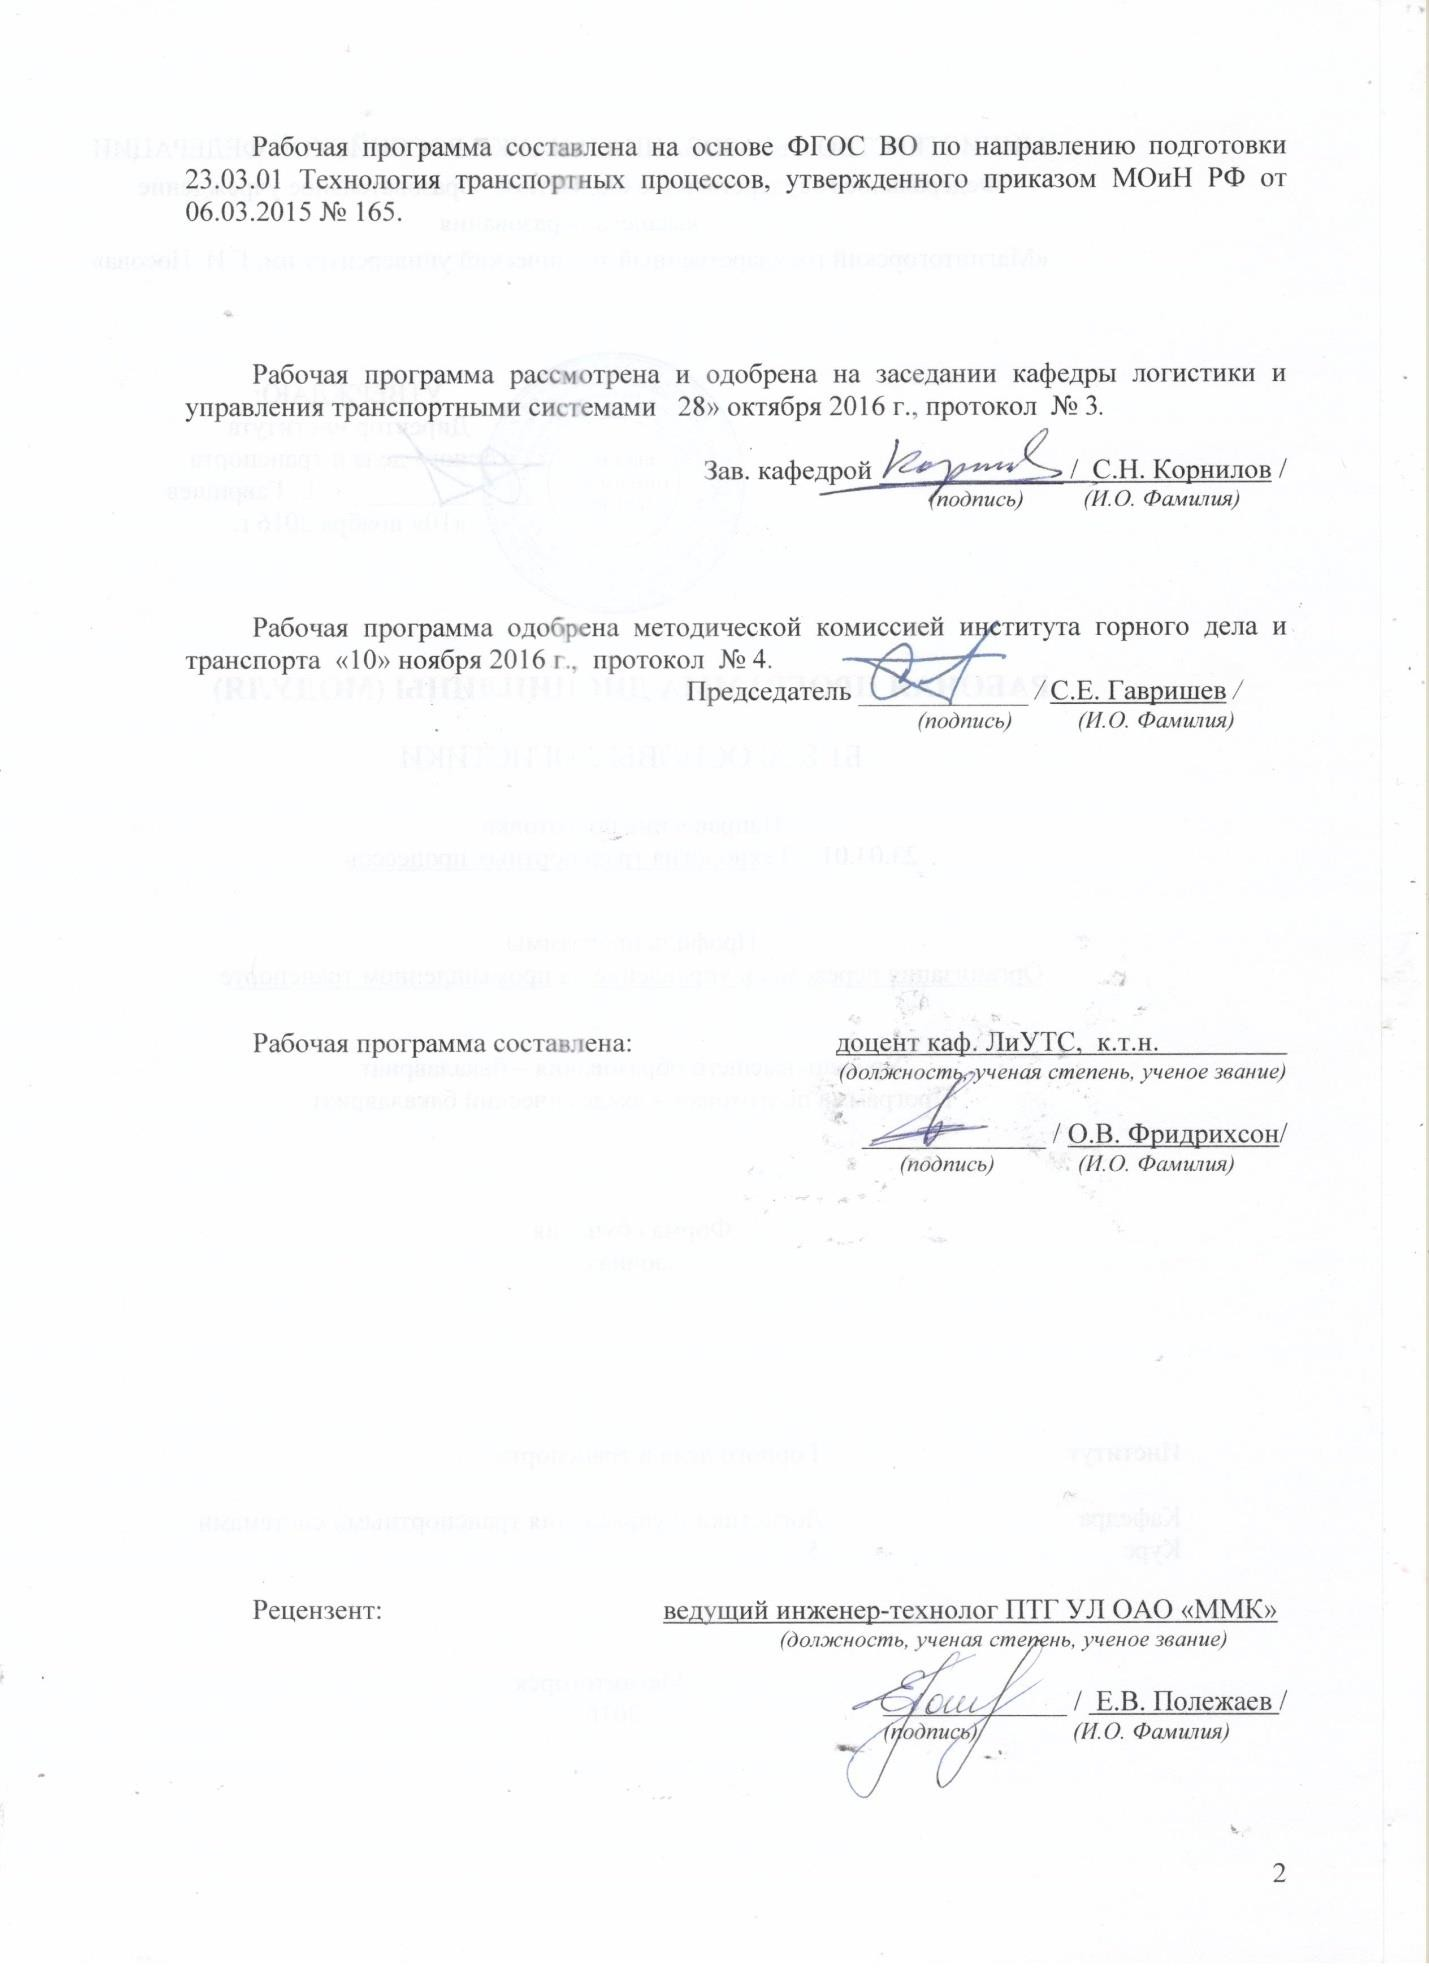 Рабочая программа составлена на основе ФГОС ВО по направлению подготовки
23.03.01 Технология транспортных процессов, утвержденного приказом МОиН РФ от
06.03.2015 № 165.
Рабочая программа рассмотрена и одобрена на заседании кафедры логистики и
управления транспортными системами 28» октября 2016 г., протокол № 3.
Зав. кафедрой ____________ / С.Н. Корнилов /
(подпись) (И.О. Фамилия)
Рабочая программа одобрена методической комиссией института горного дела и
транспорта «10» ноября 2016 г., протокол № 4.
Председатель ____________ / С.Е. Гавришев /
(подпись) (И.О. Фамилия)
Рабочая программа составлена: доцент каф. ЛиУТС, к.т.н.
(должность, ученая степень, ученое звание)
____________ / О.В. Фридрихсон/
(подпись) (И.О. Фамилия)
Рецензент: ведущий инженер-технолог ПТГ УЛ ОАО «ММК»
(должность, ученая степень, ученое звание)
____________ / Е.В. Полежаев /
(подпись) (И.О. Фамилия)
2